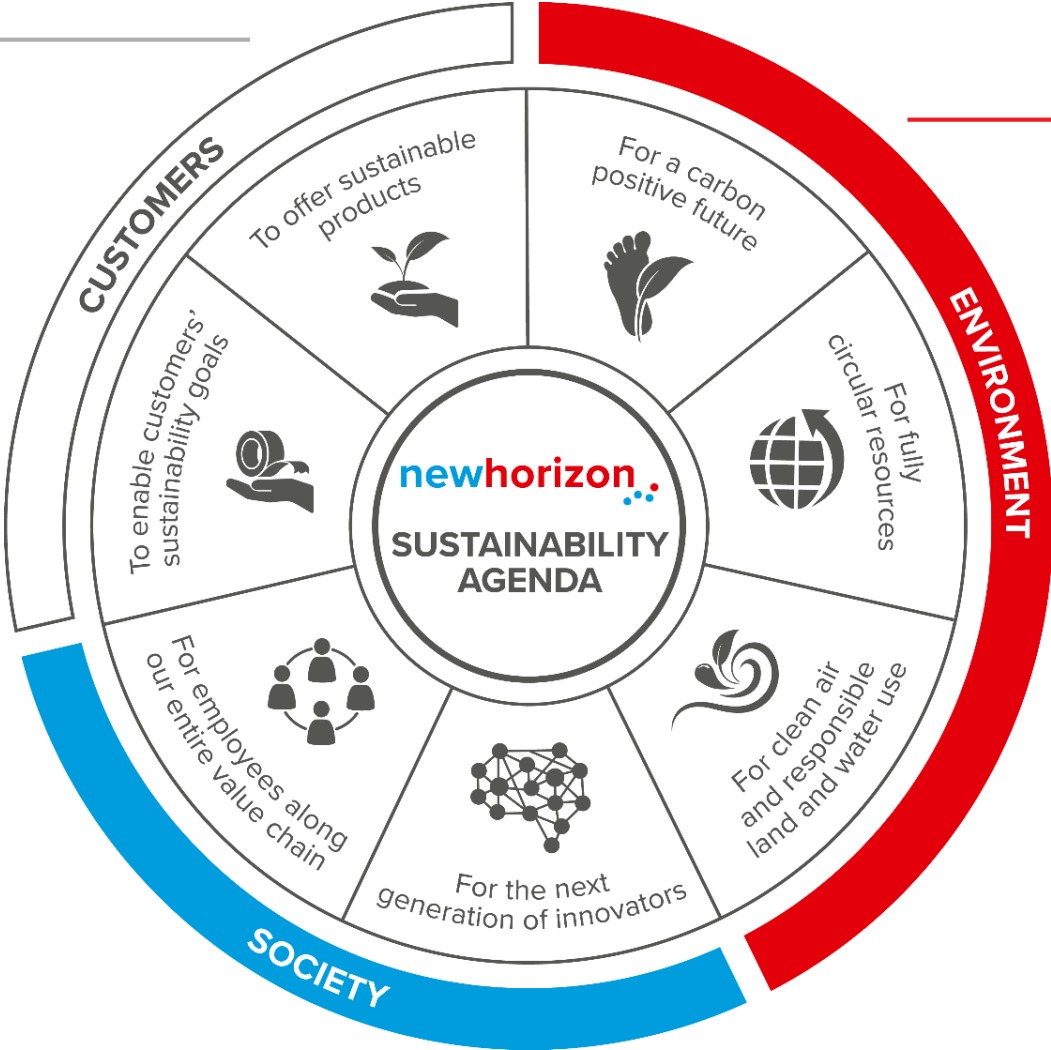 CUSTOMERS
To offer sustainable
products
For a carbon
positive future
ENVIRONMENT
For fully
circular resources
To enable customers’
sustainability goals
newhorizon
SUSTAINABILITY
AGENDA
For clean air
and responsible
land and water use
For employees along
our entire value chain
For the next
generation of innovators
SOCIETY